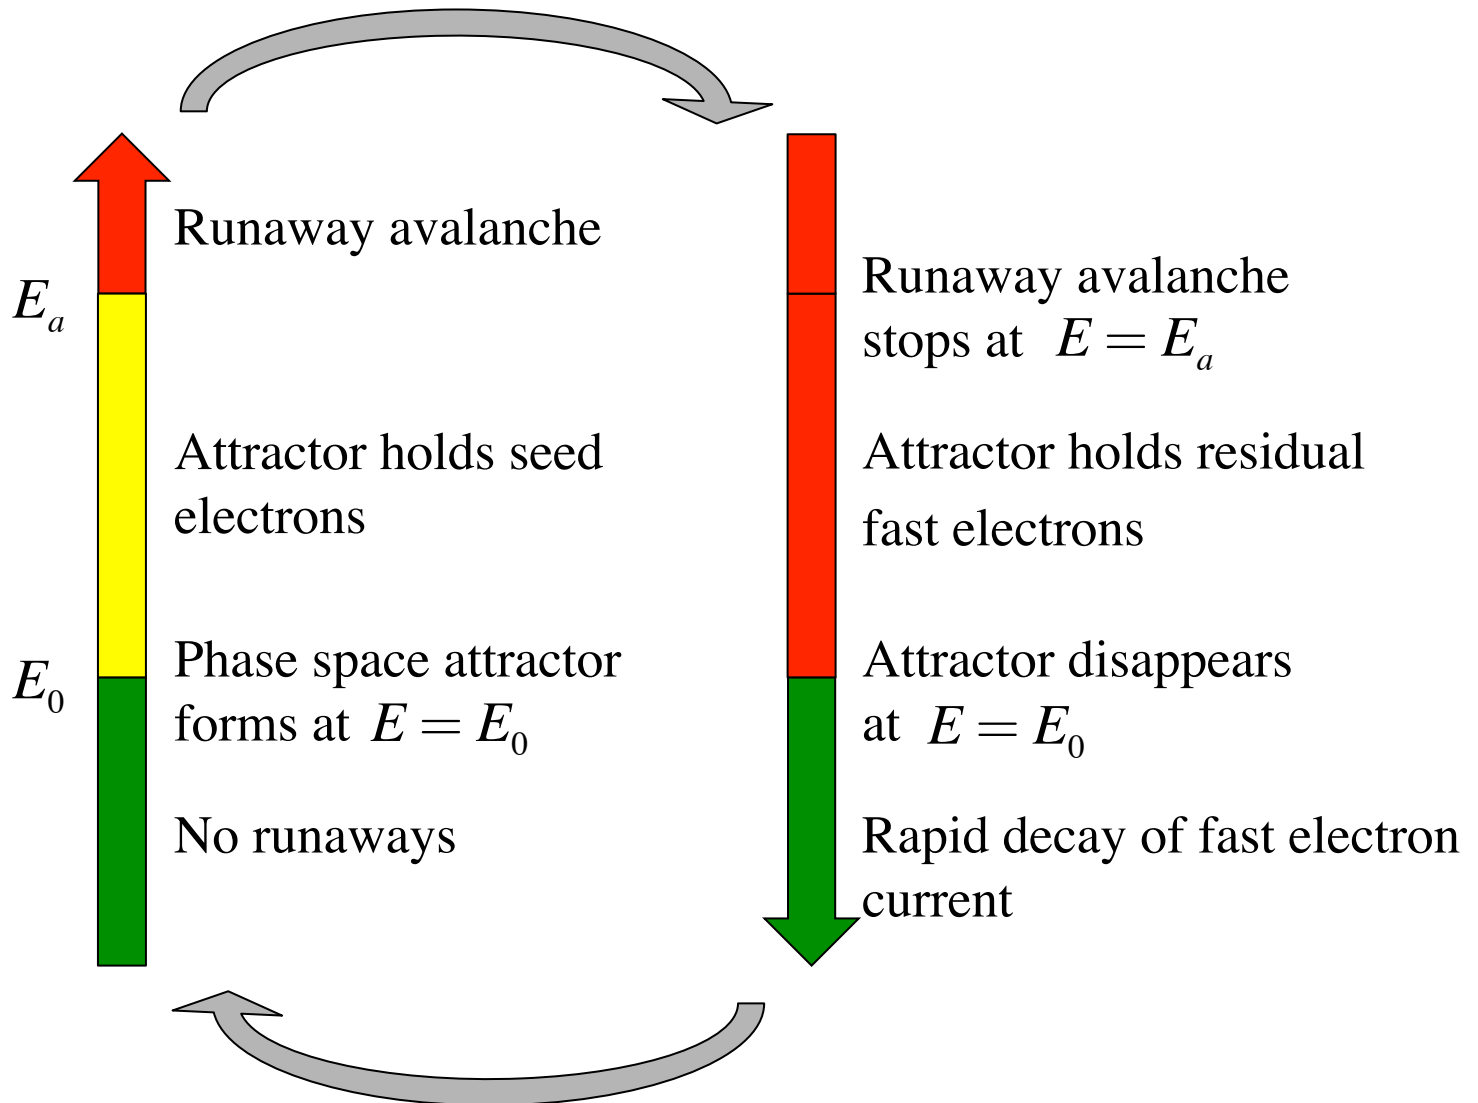 Runaway avalanche
E_a
Attractor holds seed
electrons
Phase space attractor
E_0
forms at E = E_0
No runaways
Runaway avalanche
stops at E = E_a
Attractor holds residual
fast electrons
Attractor disappears
at E = E_0
Rapid decay of fast electron
current